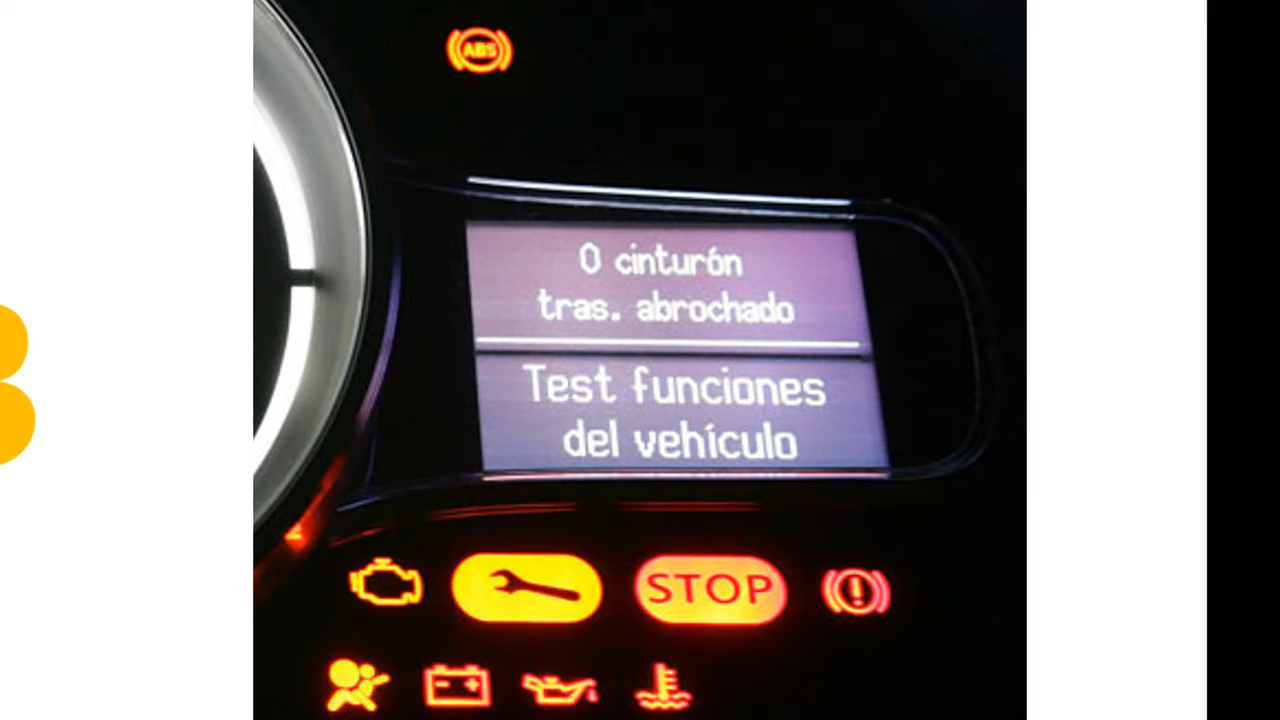 ABS
0 cinturón
tras. abrochado
Test funciones
del vehículo
STOP